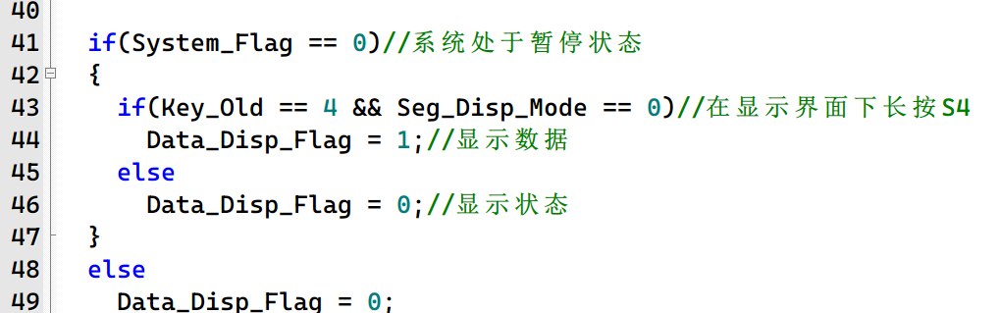 40
41 if(System_Flag == 0)//系统处于暂停状态
42 {
43 if(Key_Old == 4 && Seg_Disp_Mode == 0)//在显示界面下长按S4
44 Data_Disp_Flag = 1;//显示数据
45 else
46 Data_Disp_Flag = 0;//显示状态
47 }
48 else
49 Data_Disp_Flag = 0;